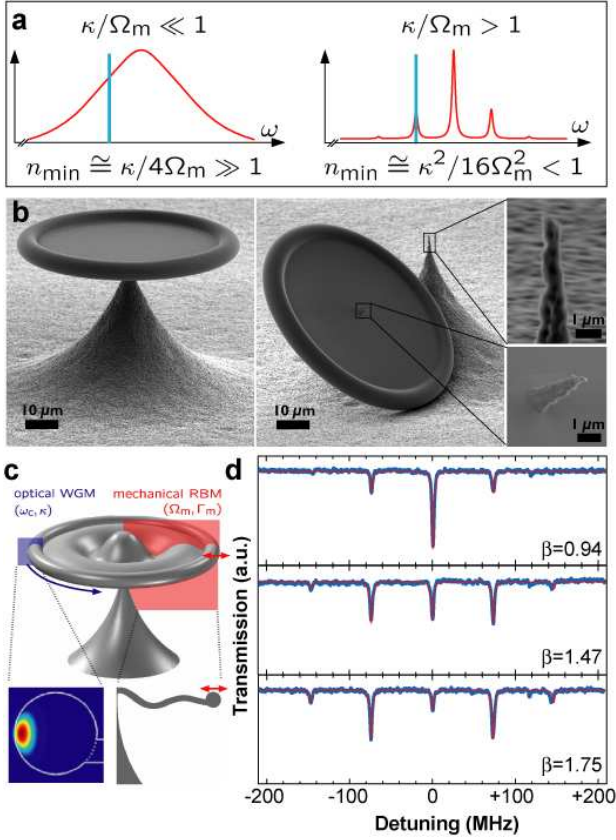 a
κ/Ωm ≪ 1
κ/Ωm > 1
ω
ω
nmin ≅ κ/4Ωm ≫ 1
nmin ≅ κ²/16Ω²m < 1
b
10 µm
10 µm
1 µm
1 µm
c
optical WGM
(ωc, κ)
mechanical RBM
(Ωm, Γm)
d
Transmission (a.u.)
β=0.94
β=1.47
β=1.75
-200
-100
0
+100
+200
Detuning (MHz)